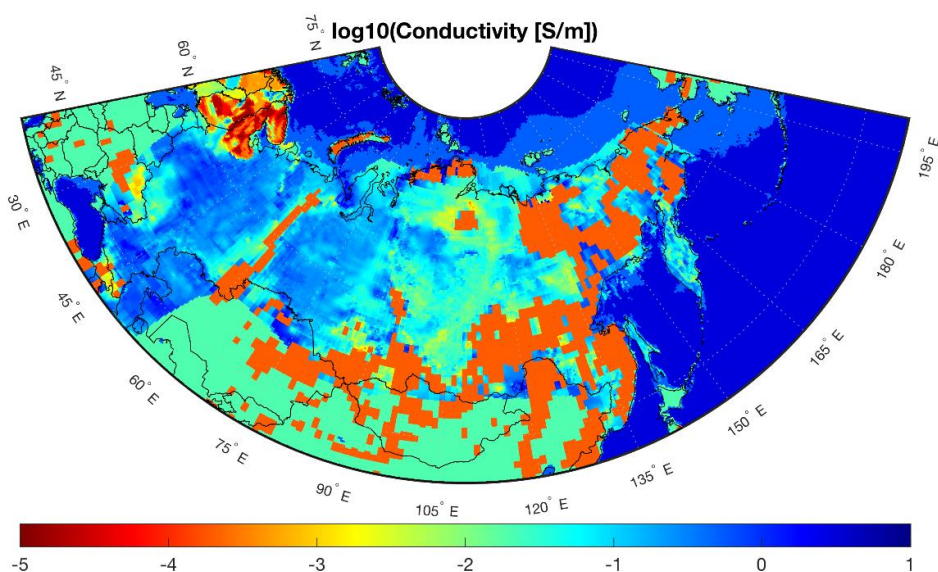 log10(Conductivity [S/m])
75° N
60° N
45° N
30° E
45° E
60° E
75° E
90° E
105° E
120° E
135° E
150° E
165° E
180° E
195° E
-5 -4 -3 -2 -1 0 1